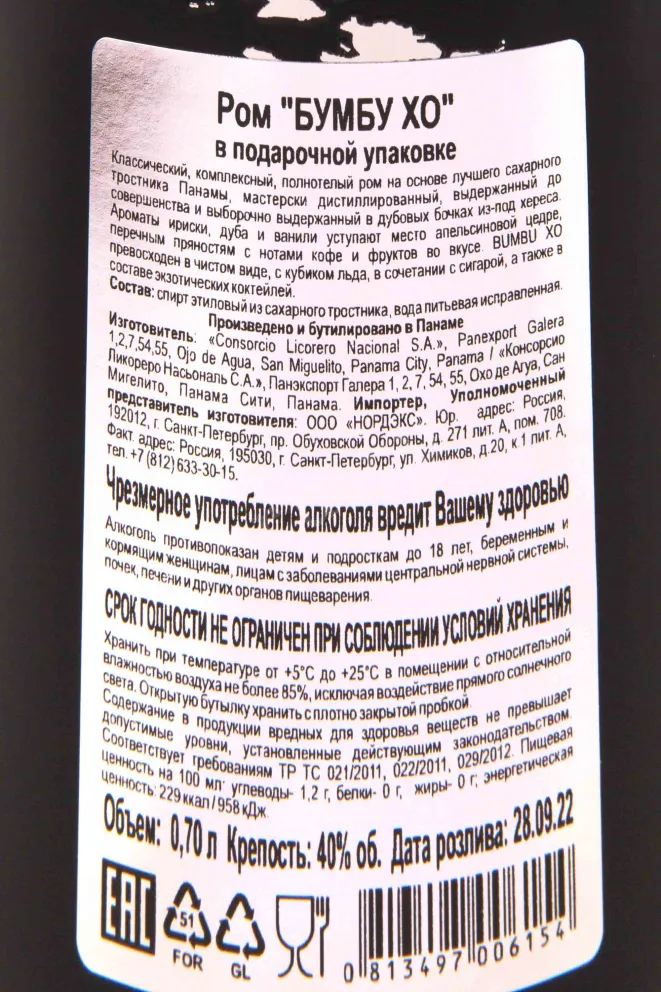 Ром "БУМБУ ХО"
в подарочной упаковке
Классический, комплексный, полнотелый ром на основе лучшего сахарного
тростника Панамы, мастерски дистиллированный, выдержанный до
совершенства и выборочно выдержанный в дубовых бочках из-под хереса.
Ароматы ириски, дуба и ванили уступают место апельсиновой цедре,
перечным пряностям с нотами кофе и фруктов во вкусе. BUMBU XO
превосходен в чистом виде, с кубиком льда, в сочетании с сигарой, а также в
составе экзотических коктейлей.
Состав: спирт этиловый из сахарного тростника, вода питьевая исправленная.
Произведено и бутилировано в Панаме
Изготовитель: «Consorcio Licorero Nacional S.A.», Panexport Galera
1,2,7,54,55, Ojo de Agua, San Miguelito, Panama City, Panama / «Консорсио
Ликореро Насьональ С.А.», Панэкспорт Галера 1, 2, 7, 54, 55, Охо де Агуа, Сан
Мигелито, Панама Сити, Панама. Импортер, Уполномоченный
представитель изготовителя: ООО «НОРДЭКС». Юр. адрес: Россия,
192012, г. Санкт-Петербург, пр. Обуховской Обороны, д. 271 лит. А, пом. 708.
Факт. адрес: Россия, 195030, г. Санкт-Петербург, ул. Химиков, д.20, к.1 лит. А,
тел. +7 (812) 633-30-15.
Чрезмерное употребление алкоголя вредит Вашему здоровью
Алкоголь противопоказан детям и подросткам до 18 лет, беременным и
кормящим женщинам, лицам с заболеваниями центральной нервной системы,
почек, печени и других органов пищеварения.
СРОК ГОДНОСТИ НЕ ОГРАНИЧЕН ПРИ СОБЛЮДЕНИИ УСЛОВИЙ ХРАНЕНИЯ
Хранить при температуре от +5°С до +25°С в помещении с относительной
влажностью воздуха не более 85%, исключая воздействие прямого солнечного
света. Открытую бутылку хранить с плотно закрытой пробкой.
Содержание в продукции вредных для здоровья веществ не превышает
допустимые уровни, установленные действующим законодательством.
Соответствует требованиям ТР ТС 021/2011, 022/2011, 029/2012. Пищевая
ценность на 100 мл: углеводы- 1,2 г, белки- 0 г, жиры- 0 г; энергетическая
ценность: 229 ккал / 958 кДж.
Объем: 0,70 л Крепость: 40% об. Дата розлива: 28.09.22
EAC 51 FOR GL
0 813497 006154